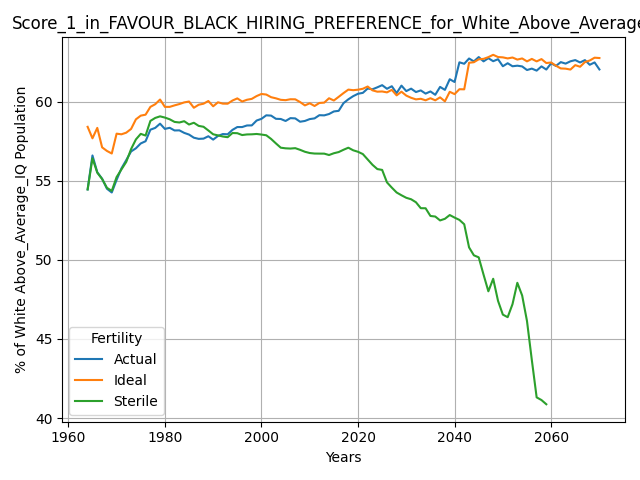 Score_1_in_FAVOUR_BLACK_HIRING_PREFERENCE_for_White_Above_Average
% of White Above_Average_IQ Population
60
55
50
45
40
Fertility
Actual
Ideal
Sterile
1960 1980 2000 2020 2040 2060
Years